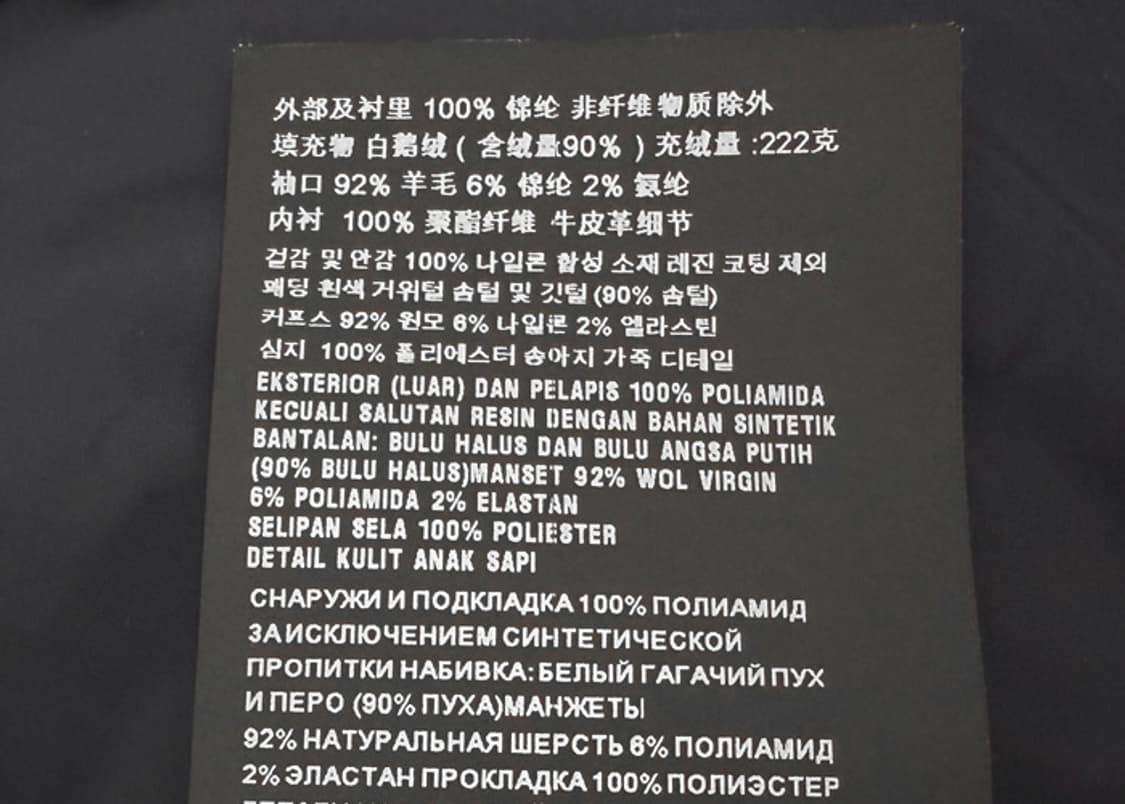 外部及衬里 100% 锦纶 非纤维物质除外
填充物 白鹅绒 ( 含绒量90% ) 充绒量 :222克
袖口 92% 羊毛 6% 锦纶 2% 氨纶
内衬 100% 聚酯纤维 牛皮革细节
겉감 및 안감 100% 나일론 합성 소재 레진 코팅 제외
패딩 흰색 거위털 솜털 및 깃털 (90% 솜털)
커프스 92% 원모 6% 나일론 2% 엘라스틴
심지 100% 폴리에스터 송아지 가죽 디테일
EKSTERIOR (LUAR) DAN PELAPIS 100% POLIAMIDA
KECUALI SALUTAN RESIN DENGAN BAHAN SINTETIK
BANTALAN: BULU HALUS DAN BULU ANGSA PUTIH
(90% BULU HALUS)MANSET 92% WOL VIRGIN
6% POLIAMIDA 2% ELASTAN
SELIPAN SELA 100% POLIESTER
DETAIL KULIT ANAK SAPI
СНАРУЖИ И ПОДКЛАДКА 100% ПОЛИАМИД
ЗА ИСКЛЮЧЕНИЕМ СИНТЕТИЧЕСКОЙ
ПРОПИТКИ НАБИВКА: БЕЛЫЙ ГАГАЧИЙ ПУХ
И ПЕРО (90% ПУХА)МАНЖЕТЫ
92% НАТУРАЛЬНАЯ ШЕРСТЬ 6% ПОЛИАМИД
2% ЭЛАСТАН ПРОКЛАДКА 100% ПОЛИЭСТЕР